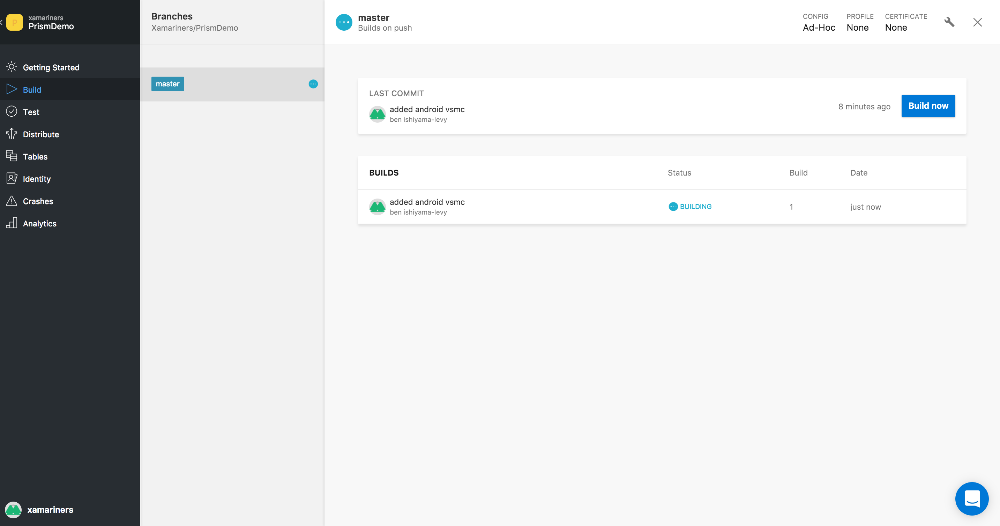 P
xamariners
PrismDemo
Getting Started
Build
Test
Distribute
Tables
Identity
Crashes
Analytics
xamariners
Branches
Xamariners/PrismDemo
master
master
Builds on push
CONFIG PROFILE CERTIFICATE
Ad-Hoc None None
LAST COMMIT
added android vsmc
ben ishiyama-levy
8 minutes ago
Build now
BUILDS Status Build Date
added android vsmc
ben ishiyama-levy
BUILDING 1 just now